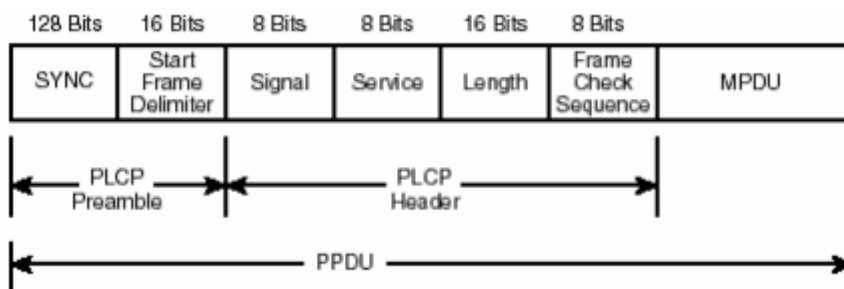 128 Bits 16 Bits 8 Bits 8 Bits 16 Bits 8 Bits
SYNC
Start
Frame
Delimiter
Signal
Service
Length
Frame
Check
Sequence
MPDU
PLCP
Preamble
PLCP
Header
PPDU